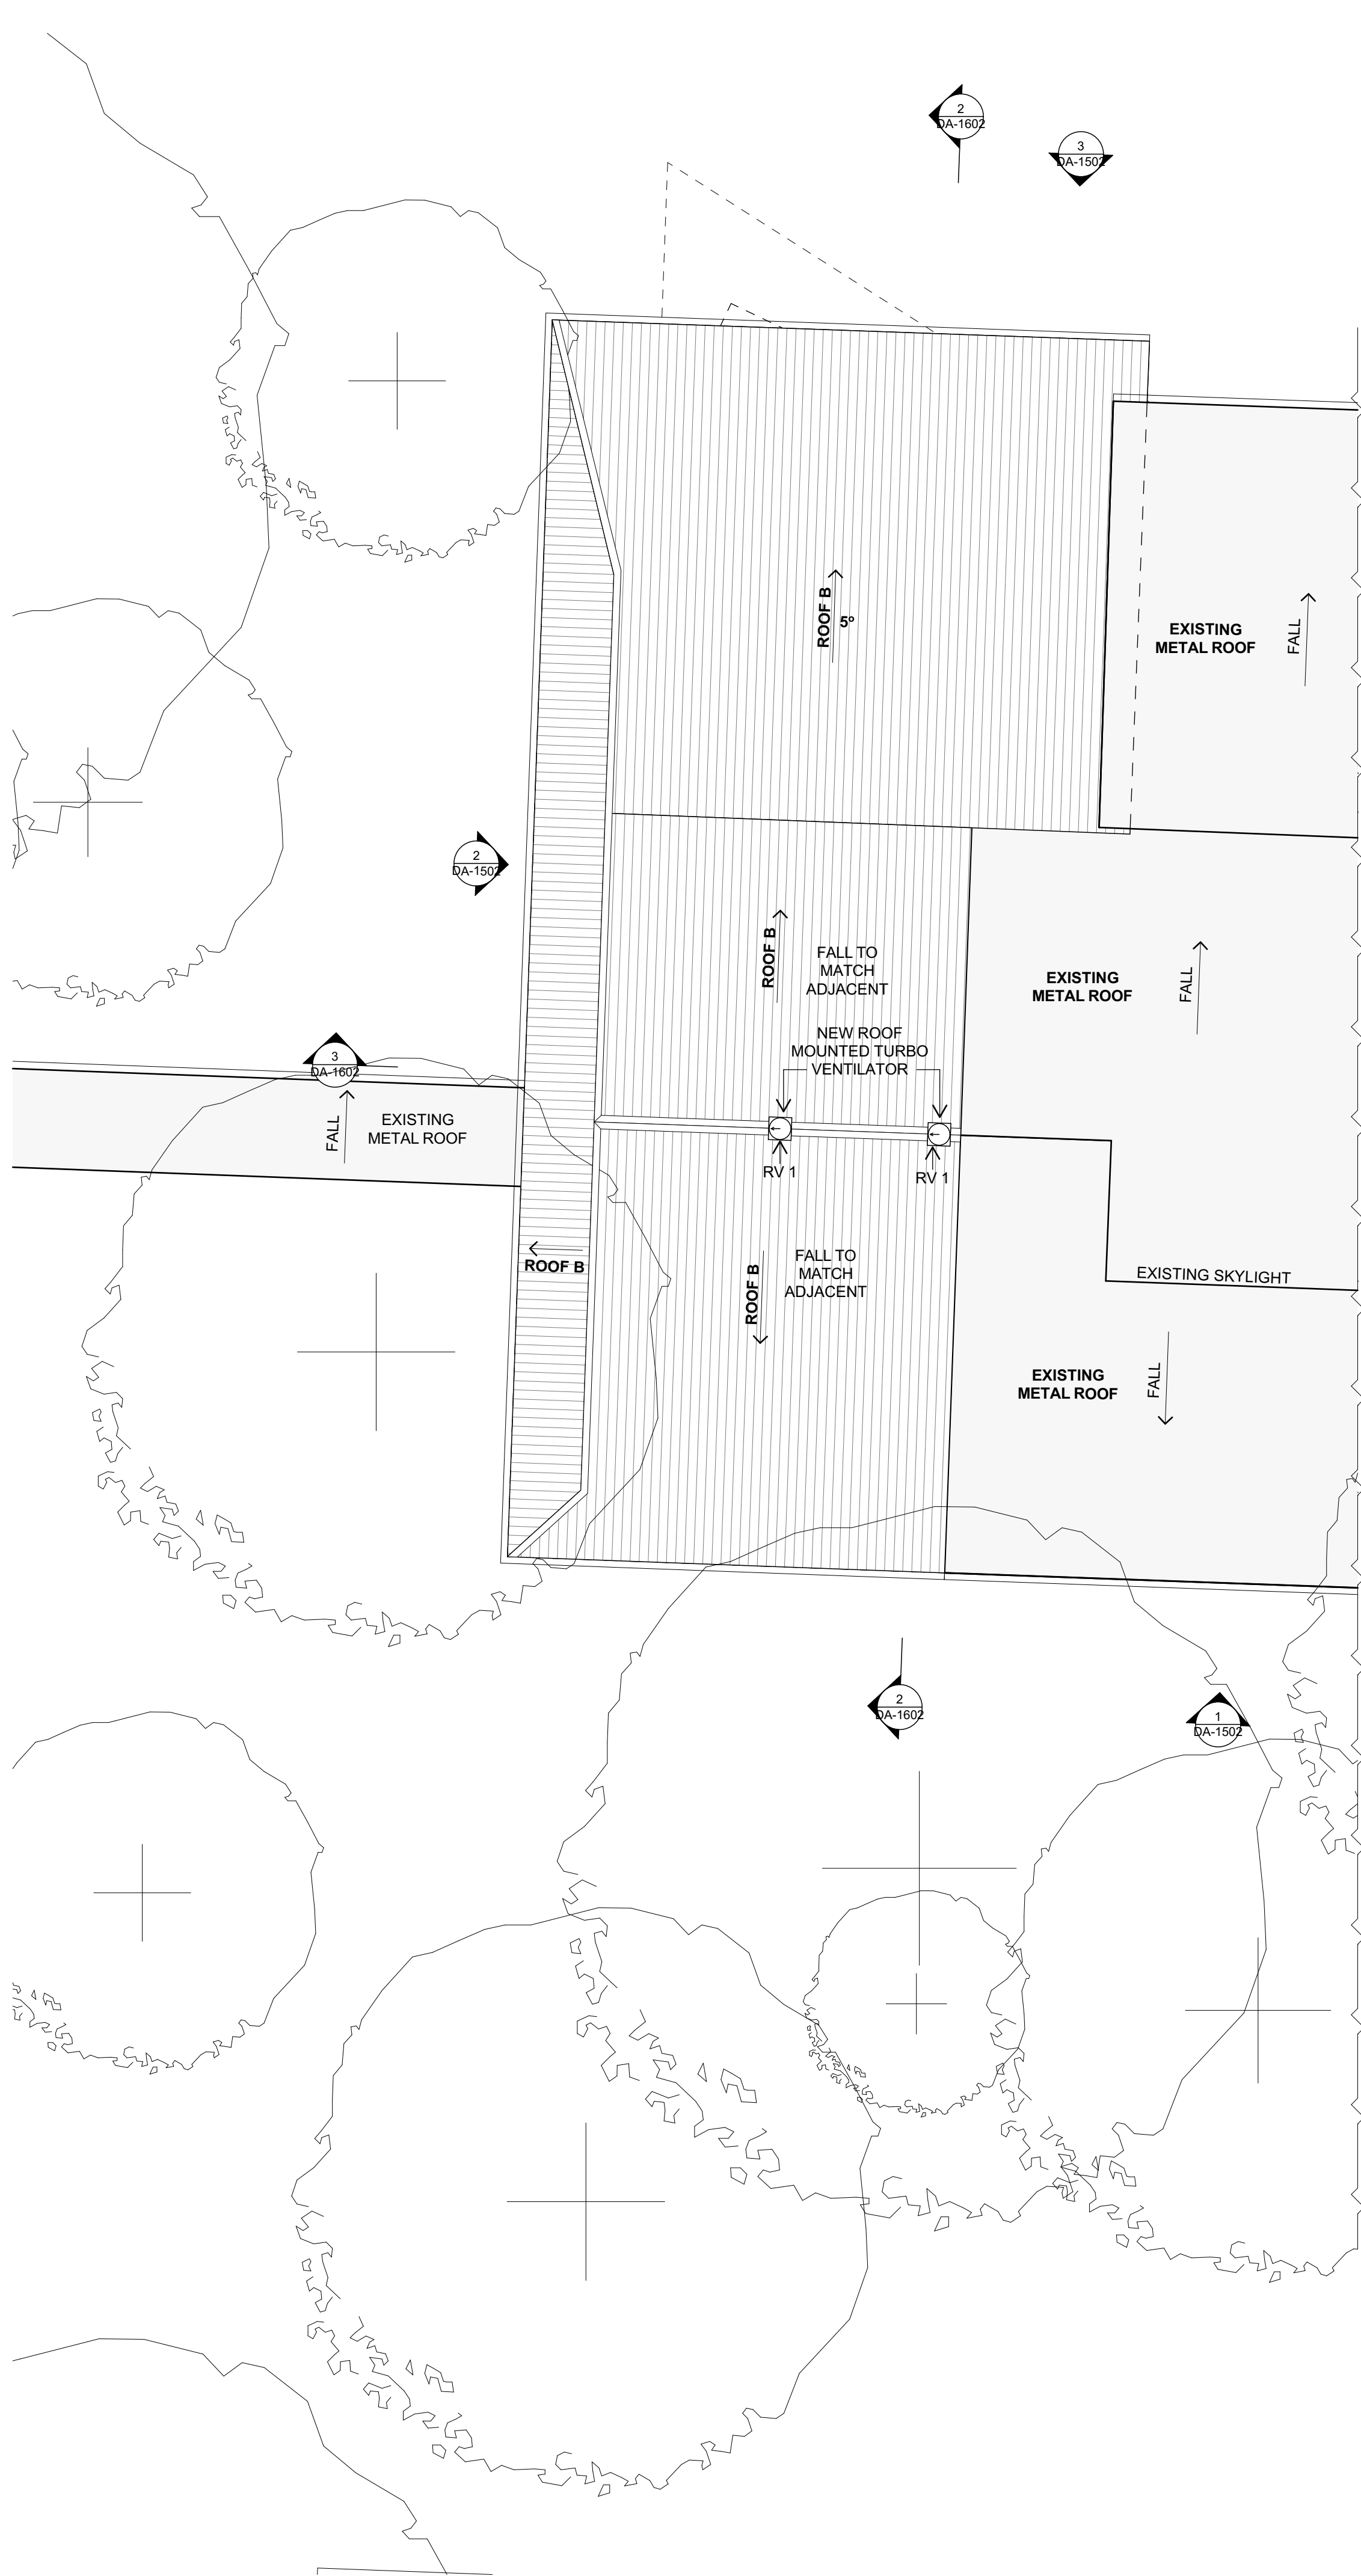 2
DA-1602
3
DA-1502
ROOF B
5°
EXISTING
METAL ROOF
FALL
2
DA-1502
ROOF B
FALL TO
MATCH
ADJACENT
EXISTING
METAL ROOF
FALL
NEW ROOF
MOUNTED TURBO
VENTILATOR
3
DA-1602
FALL
EXISTING
METAL ROOF
RV 1
RV 1
ROOF B
ROOF B
FALL TO
MATCH
ADJACENT
EXISTING SKYLIGHT
EXISTING
METAL ROOF
FALL
2
DA-1602
1
DA-1502